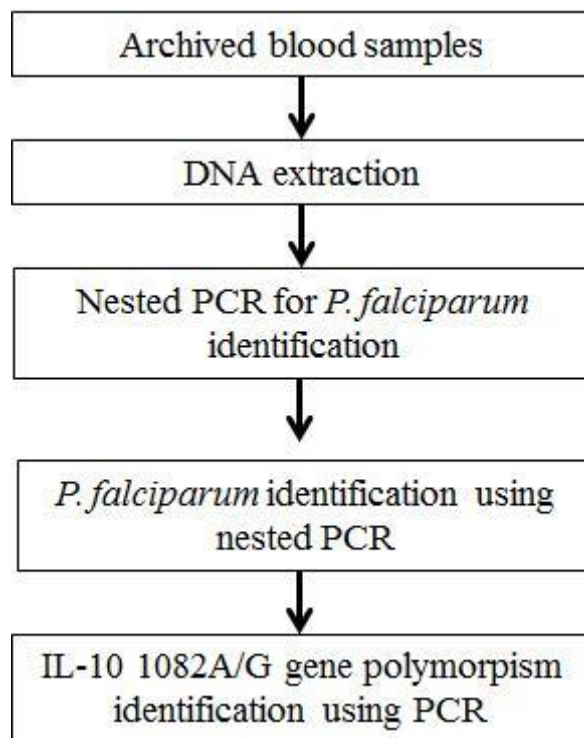 Archived blood samples
DNA extraction
Nested PCR for P. falciparum
identification
P. falciparum identification using
nested PCR
IL-10 1082A/G gene polymorpism
identification using PCR